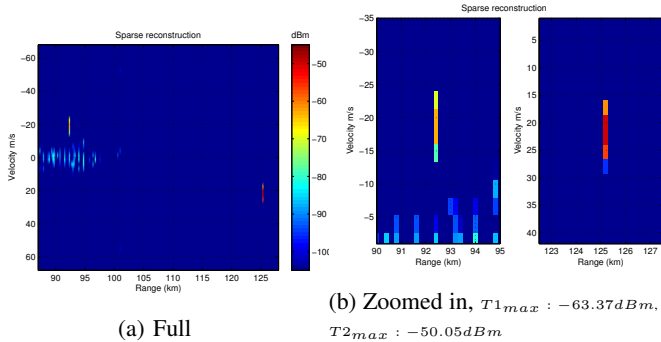 Sparse reconstruction
dBm
Velocity m/s
−60
−40
−20
0
20
40
60
90 95 100 105 110 115 120 125
Range (km)
−50
−60
−70
−80
−90
−100
(a) Full
Sparse reconstruction
Velocity m/s
−35
−30
−25
−20
−15
−10
−5
90 91 92 93 94 95
Range (km)
5
10
15
20
25
30
35
40
123 124 125 126 127
Range (km)
(b) Zoomed in, T1max : −63.37dBm,
T2max : −50.05dBm